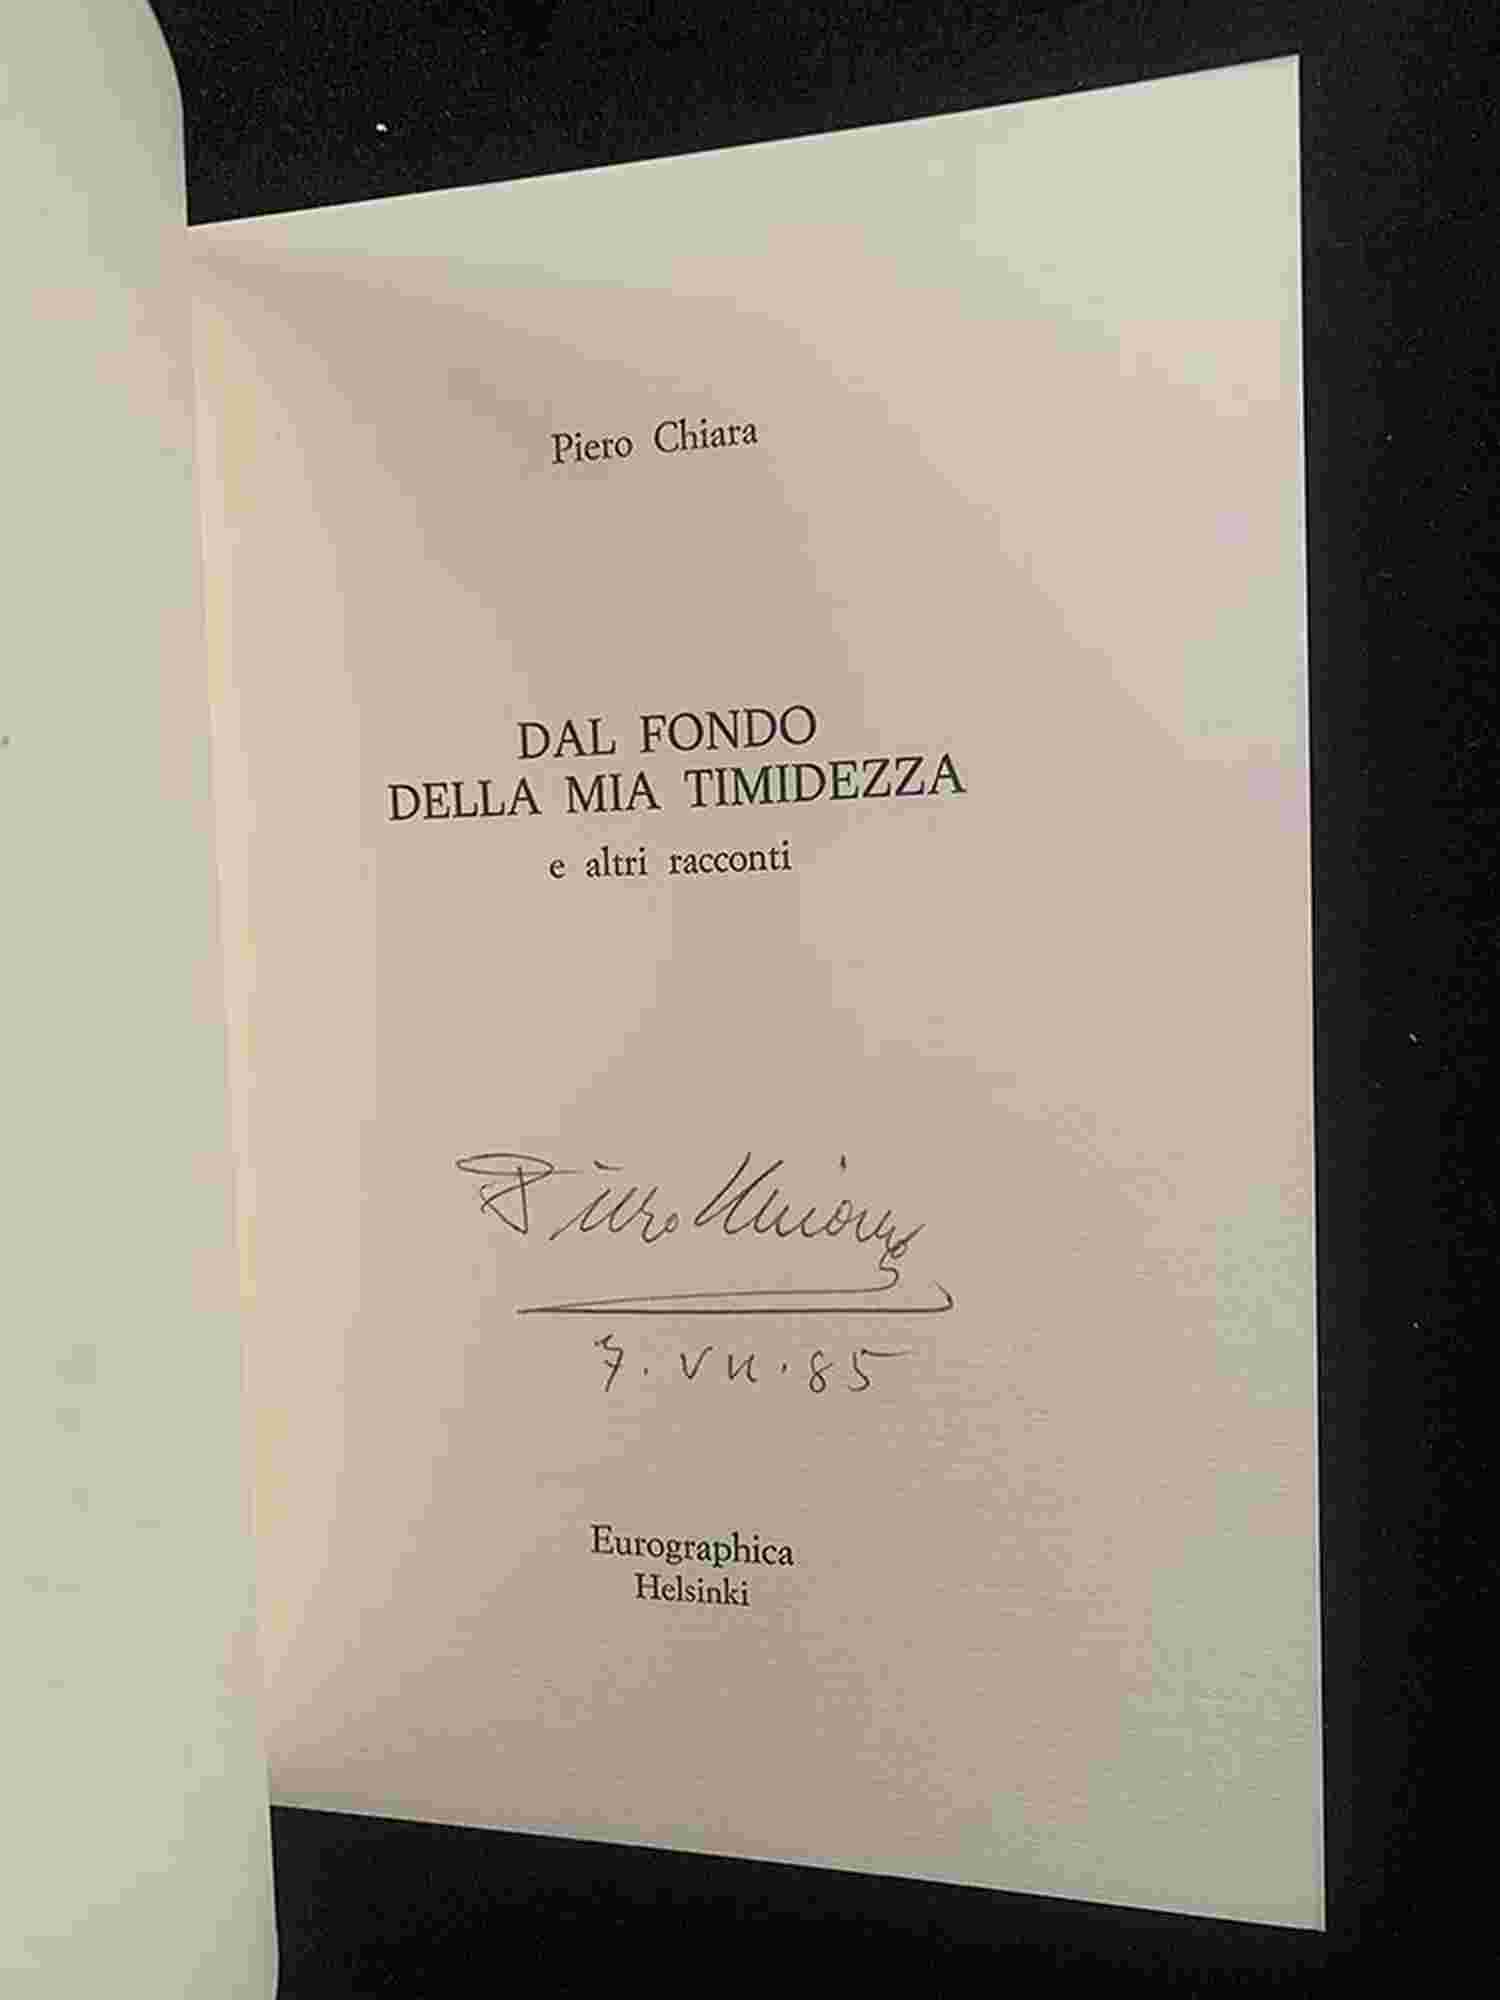 Piero Chiara
DAL FONDO
DELLA MIA TIMIDEZZA
e altri racconti
Piero Chiara
7. VII. 85
Eurographica
Helsinki